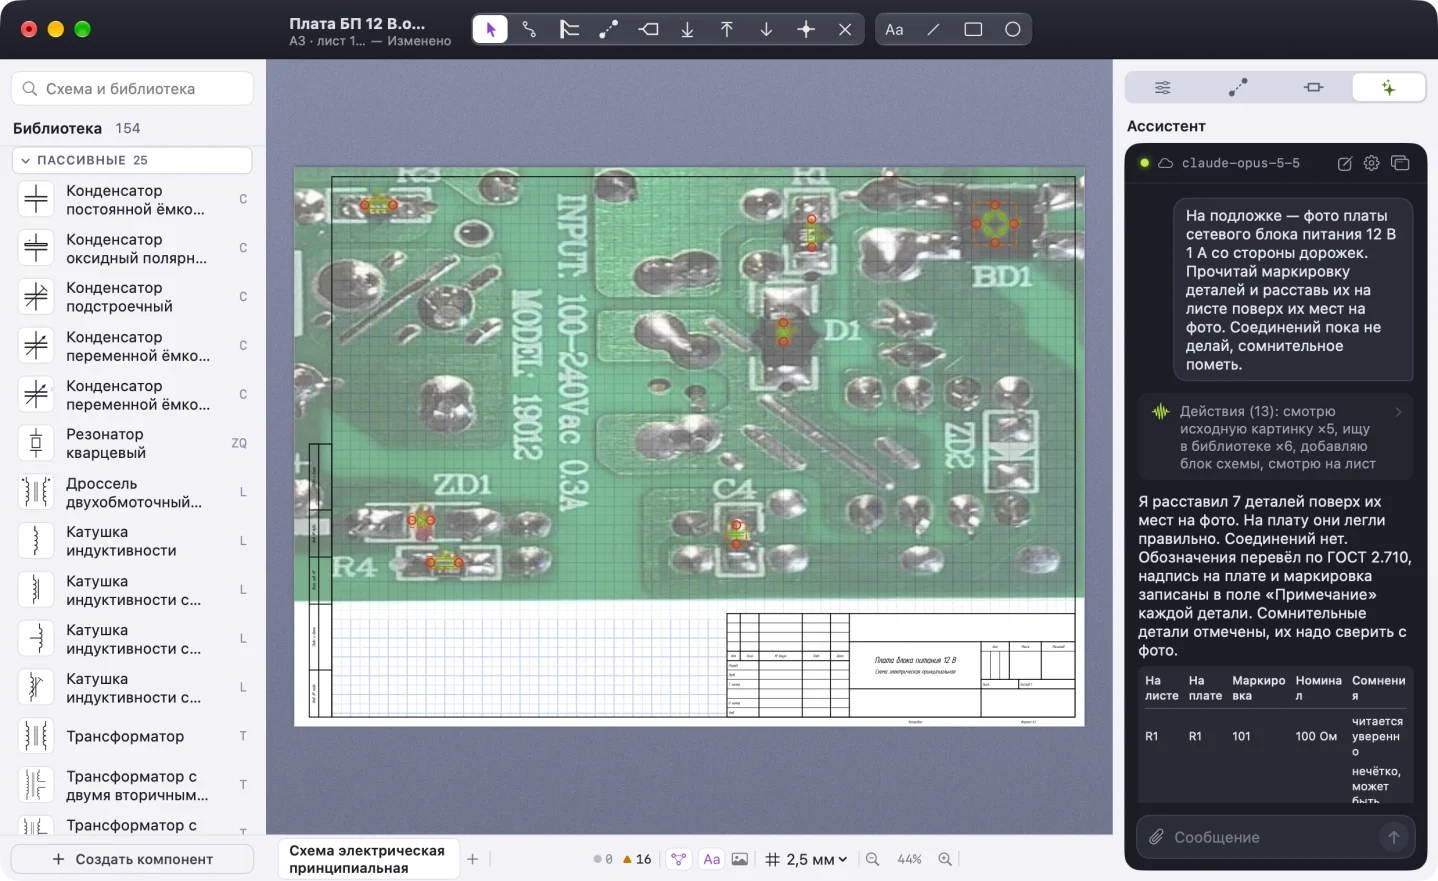 Плата БП 12 В.о...
А3 · лист 1... — Изменено
Aa
Схема и библиотека
Библиотека 154
ПАССИВНЫЕ 25
Конденсатор
постоянной ёмко...
C
Конденсатор
оксидный полярн...
C
Конденсатор
подстроечный
C
Конденсатор
переменной ёмко...
C
Конденсатор
переменной ёмко...
C
Резонатор
кварцевый
ZQ
Дроссель
двухобмоточный...
L
Катушка
индуктивности
L
Катушка
индуктивности с...
L
Катушка
индуктивности с...
L
Катушка
индуктивности с...
L
Трансформатор
T
Трансформатор с
двумя вторичным...
T
Трансформатор с
T
+ Создать компонент
INPUT: 100-240Vac 0.3A
MODEL: 19012
BD1
D1
ZD2
ZD1
C4
R4
Плата блока питания 12 В
Схема электрическая принципиальная
Схема электрическая
принципиальная
0
16
Aa
2,5 мм
44%
Ассистент
claude-opus-5-5
На подложке — фото платы
сетевого блока питания 12 В
1 А со стороны дорожек.
Прочитай маркировку
деталей и расставь их на
листе поверх их мест на
фото. Соединений пока не
делай, сомнительное
пометь.
Действия (13): смотрю
исходную картинку ×5, ищу
в библиотеке ×6, добавляю
блок схемы, смотрю на лист
Я расставил 7 деталей поверх их
мест на фото. На плату они легли
правильно. Соединений нет.
Обозначения перевёл по ГОСТ 2.710,
надпись на плате и маркировка
записаны в поле «Примечание»
каждой детали. Сомнительные
детали отмечены, их надо сверить с
фото.
На На Маркиро Номина Сомнени
листе плате вка л я
читается
R1 R1 101 100 Ом уверенн
о
нечётко,
может
быть
Сообщение